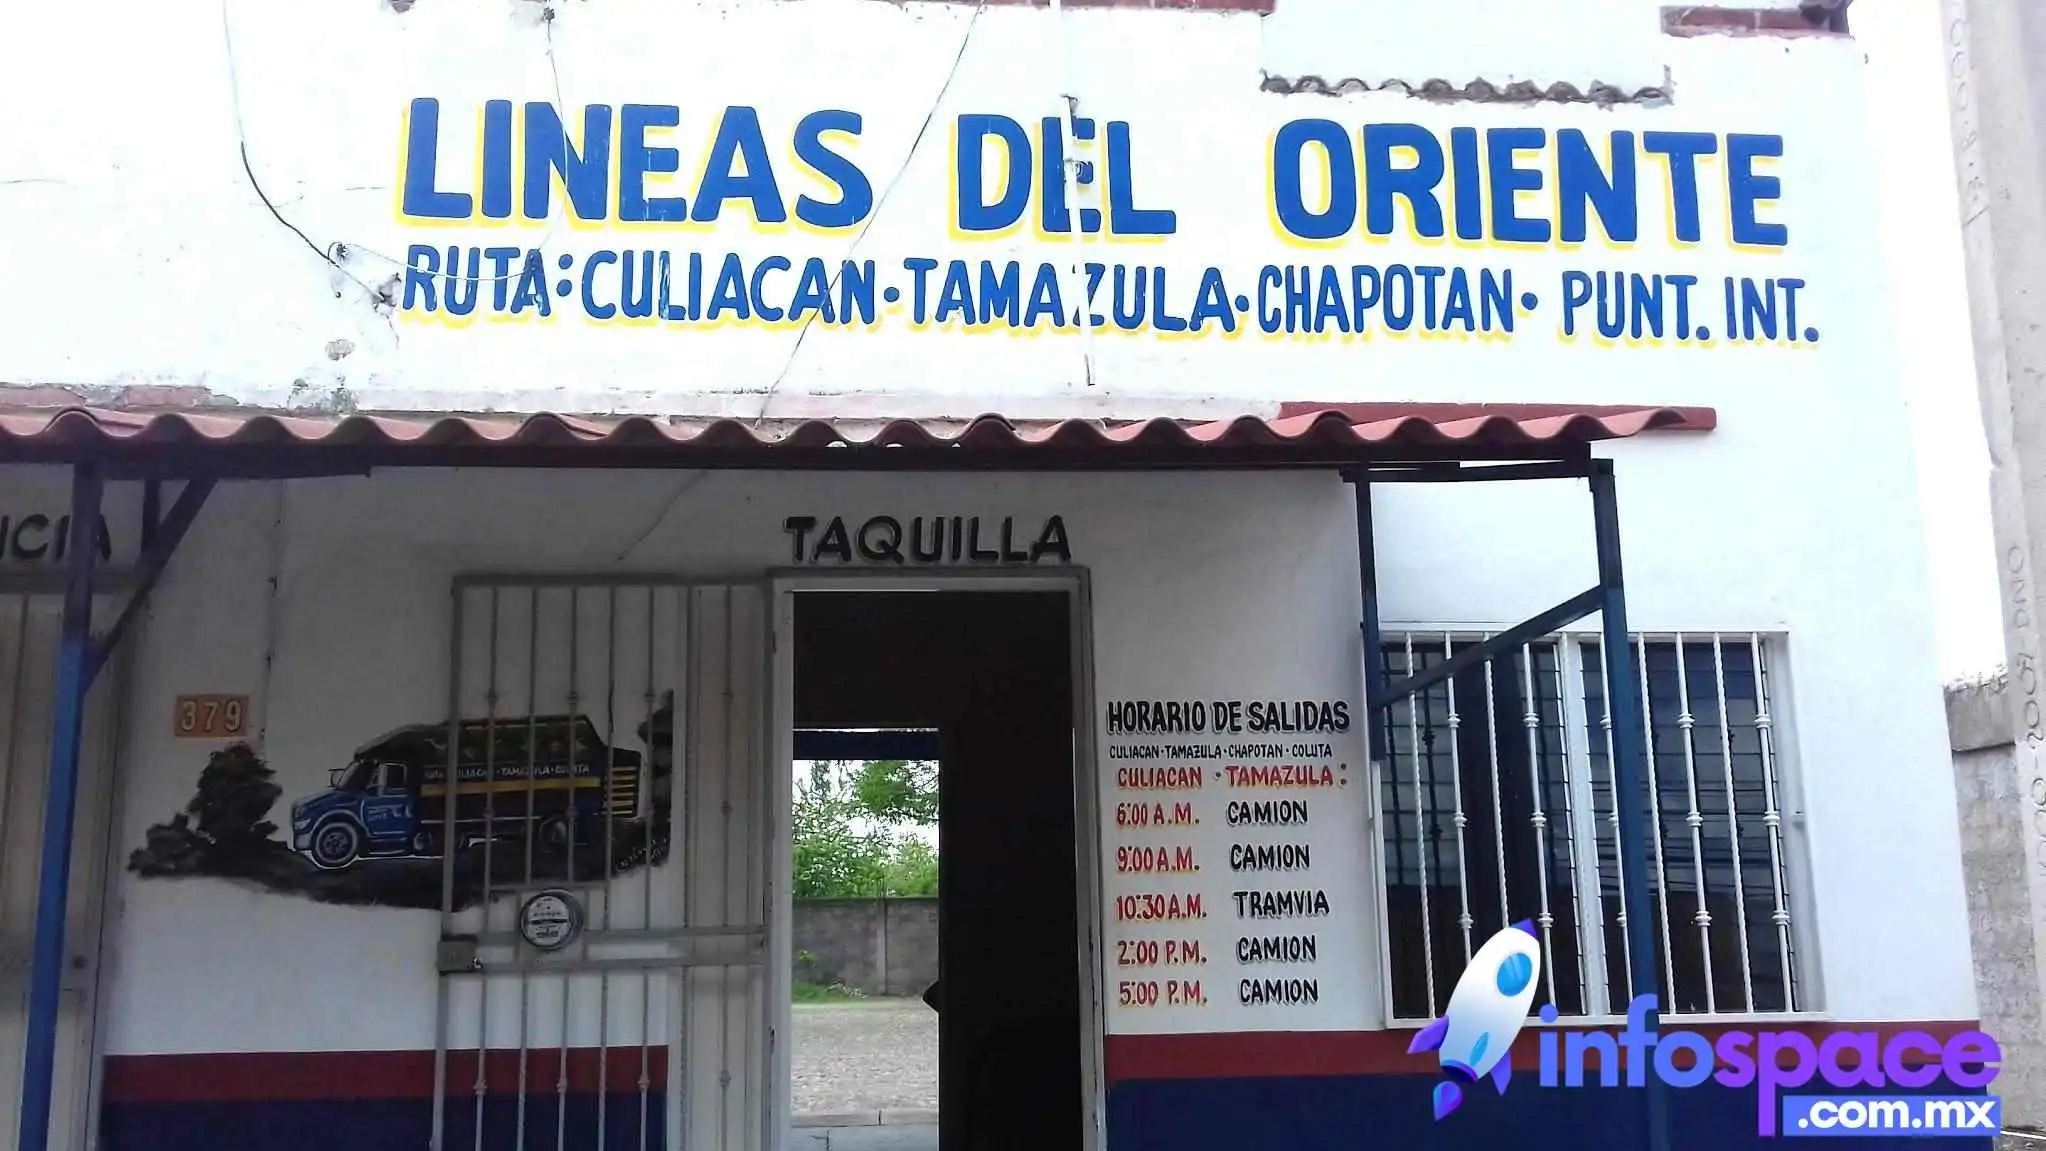 LINEAS DEL ORIENTE
RUTA: CULIACAN · TAMAZULA · CHAPOTAN · PUNT. INT.
TAQUILLA
379
HORARIO DE SALIDAS
CULIACAN · TAMAZULA · CHAPOTAN · COLUTA
CULIACAN · TAMAZULA :
6:00 A.M. CAMION
9:00 A.M. CAMION
10:30 A.M. TRAMVIA
2:00 P.M. CAMION
5:00 P.M. CAMION
infospace
.com.mx